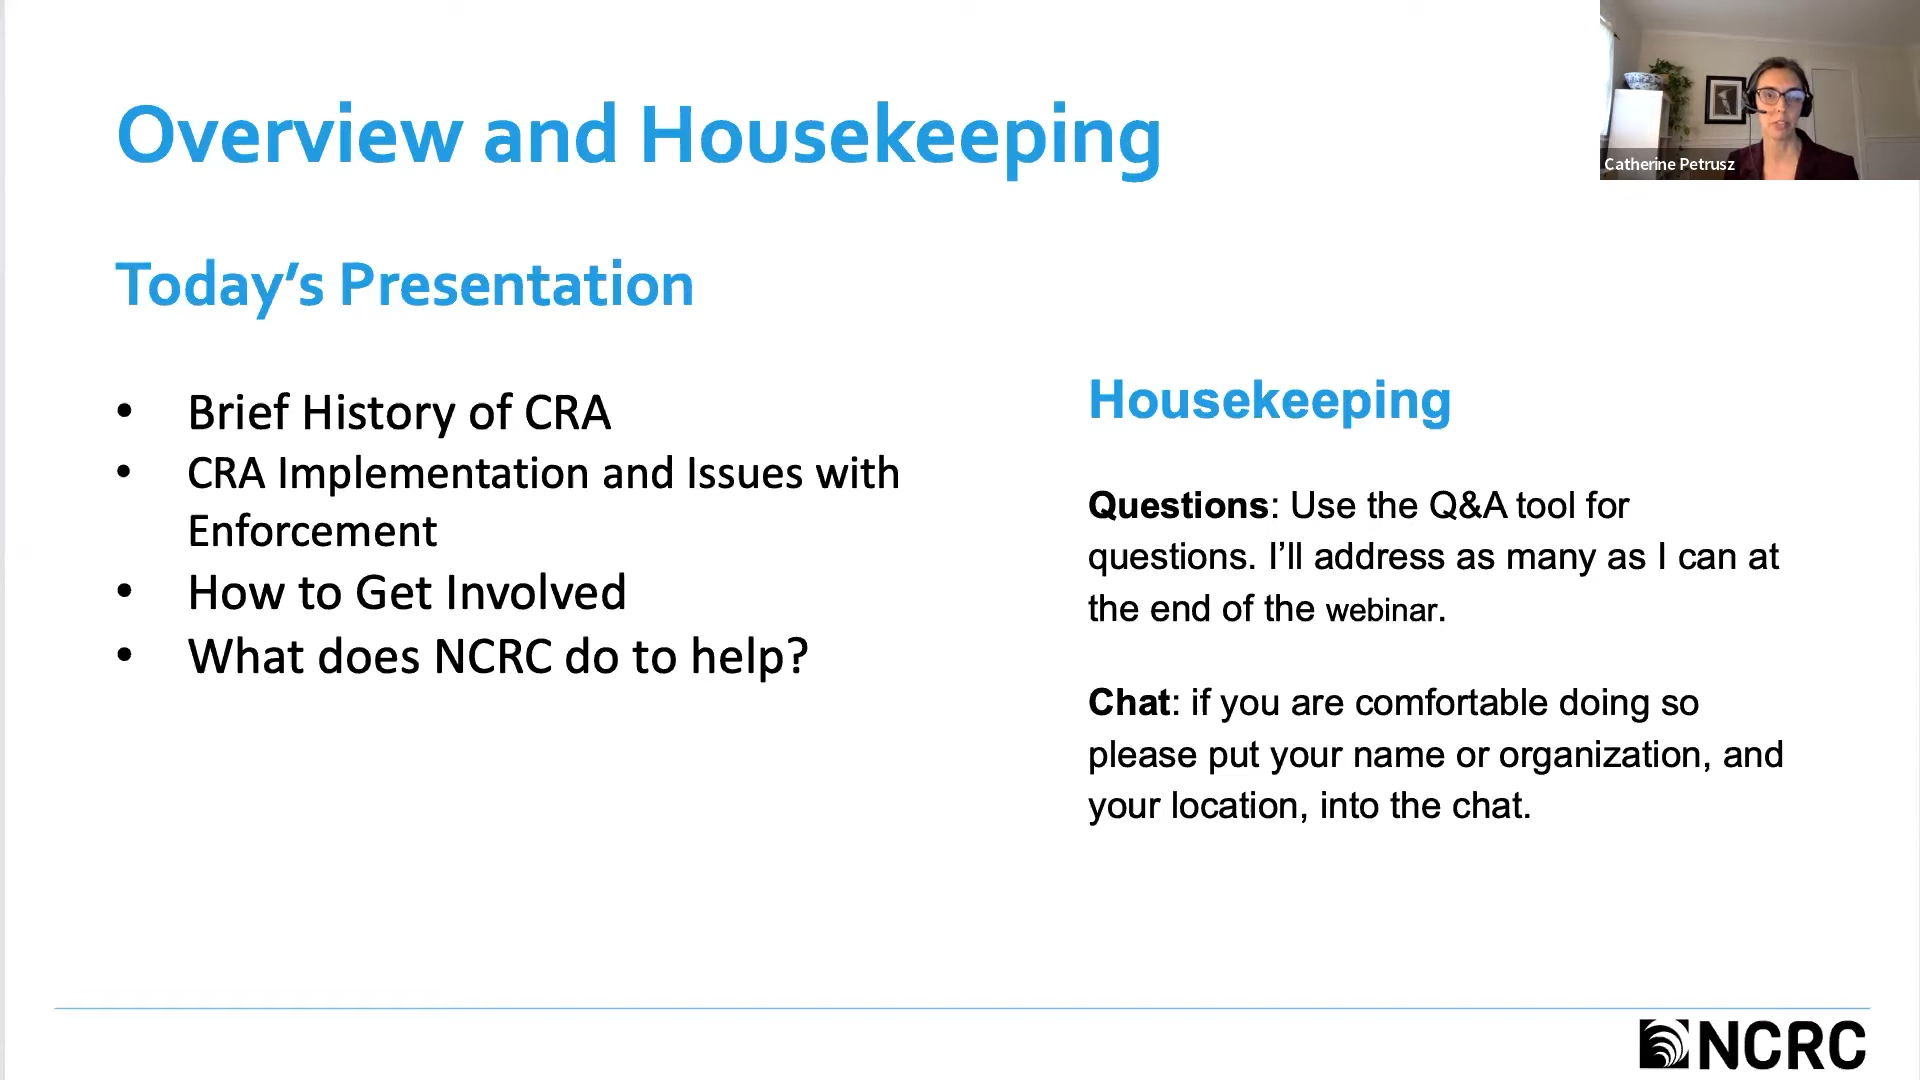 Overview and Housekeeping
Catherine Petrusz
Today’s Presentation
• Brief History of CRA
• CRA Implementation and Issues with
Enforcement
• How to Get Involved
• What does NCRC do to help?
Housekeeping
Questions: Use the Q&A tool for
questions. I’ll address as many as I can at
the end of the webinar.
Chat: if you are comfortable doing so
please put your name or organization, and
your location, into the chat.
NCRC